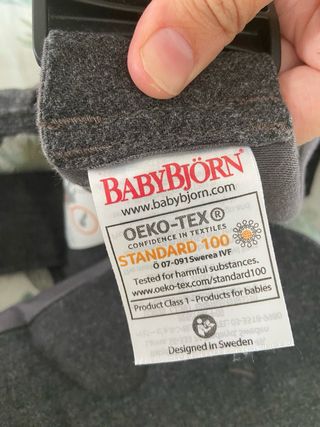 BABYBJÖRN®
www.babybjorn.com
OEKO-TEX®
CONFIDENCE IN TEXTILES
STANDARD 100
Ö 07-091 Swerea IVF
Tested for harmful substances.
www.oeko-tex.com/standard100
Product Class 1 - Products for babies
Designed in Sweden